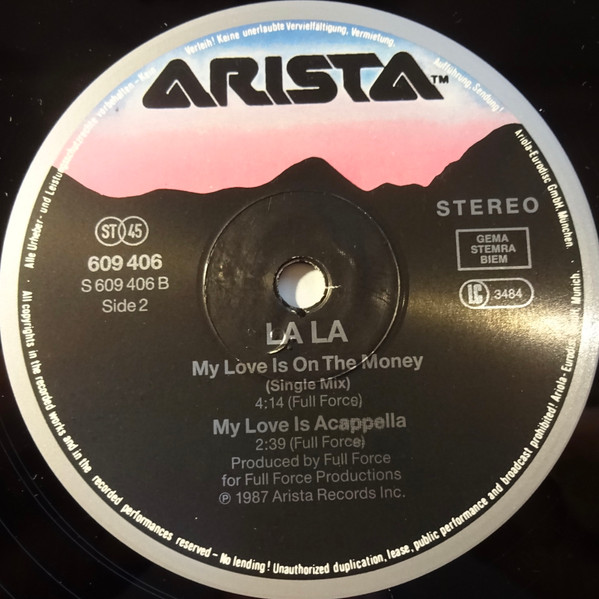 Alle Urheber- und Leistungsschutzrechte vorbehalten - Kein Verleih! Keine unerlaubte Vervielfältigung, Vermietung, Aufführung, Sendung!
ARISTA™
STEREO
ST 45
GEMA
STEMRA
BIEM
609 406
S 609 406 B
Side 2
LC 3484
LA LA
My Love Is On The Money
(Single Mix)
4:14 (Full Force)
My Love Is Acappella
2:39 (Full Force)
Produced by Full Force
for Full Force Productions
℗ 1987 Arista Records Inc.
Ariola-Eurodisc GmbH, München.
· All copyrights in the recorded works and in the recorded performances reserved – No lending! Unauthorized duplication, lease, public performance and broadcast prohibited! Ariola-Eurodisc Munich.